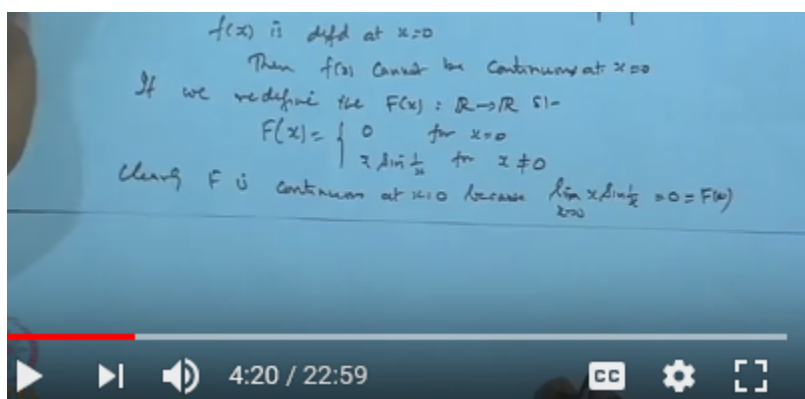 f(x) is defd at x=0
Then f(x) cannot be continuous at x=0
If we redefine the F(x) : R→R st-
F(x) = { 0 for x=0
x sin 1/x for x≠0
Clearly F is continuous at x=0 because lim x→0 x sin 1/x = 0 = F(0)
4:20 / 22:59
CC